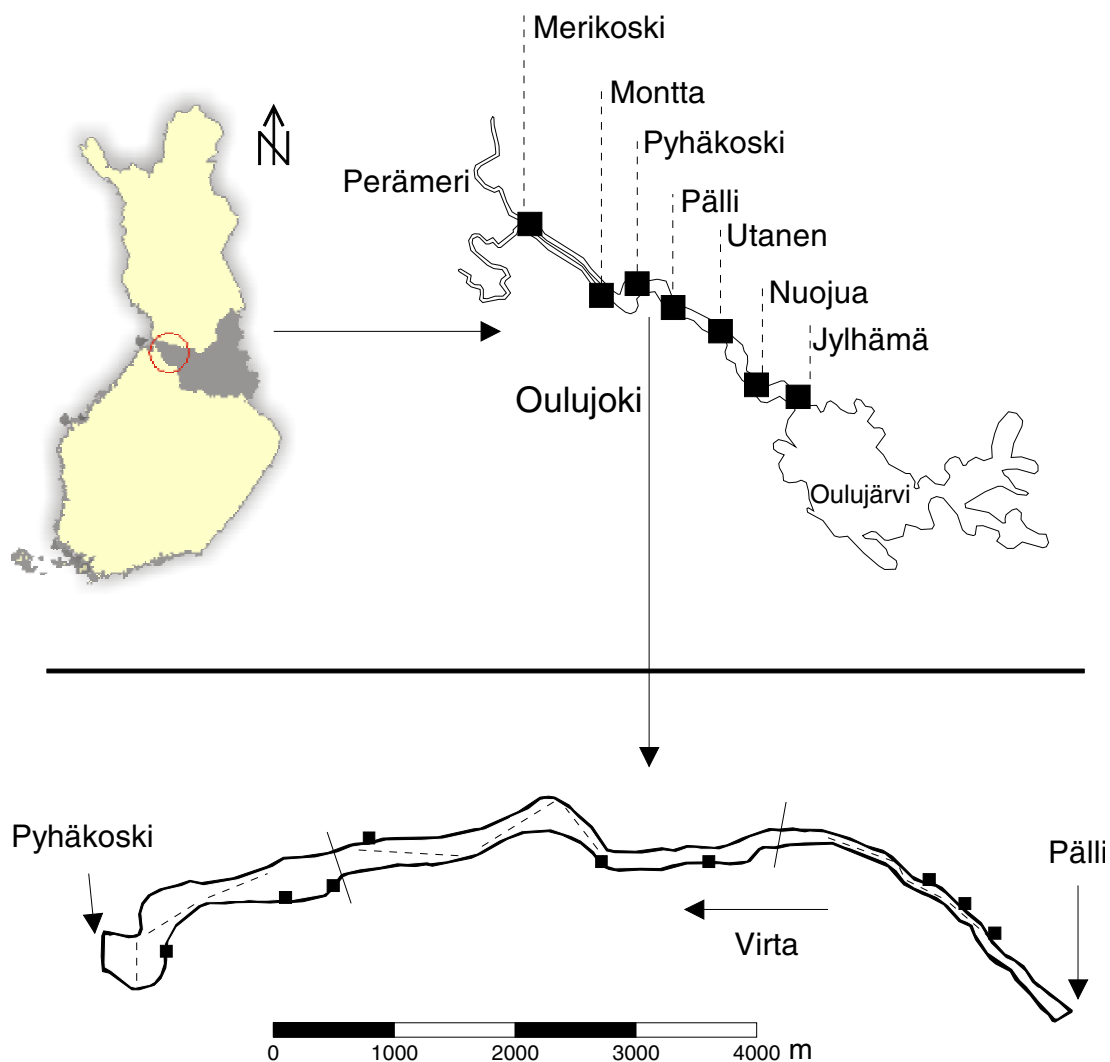 Merikoski
Montta
N
Pyhäkoski
Perämeri
Pälli
Utanen
Nuojua
Jylhämä
Oulujoki
Oulujärvi
Pyhäkoski
Pälli
Virta
0 1000 2000 3000 4000 m